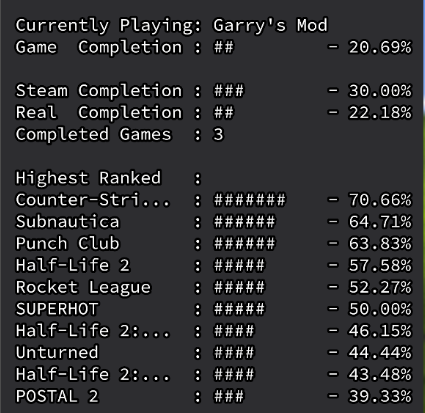 Currently Playing: Garry's Mod
Game Completion : ## - 20.69%
Steam Completion : ### - 30.00%
Real Completion : ## - 22.18%
Completed Games : 3
Highest Ranked :
Counter-Stri... : ####### - 70.66%
Subnautica : ###### - 64.71%
Punch Club : ###### - 63.83%
Half-Life 2 : ##### - 57.58%
Rocket League : ##### - 52.27%
SUPERHOT : ##### - 50.00%
Half-Life 2:... : #### - 46.15%
Unturned : #### - 44.44%
Half-Life 2:... : #### - 43.48%
POSTAL 2 : ### - 39.33%